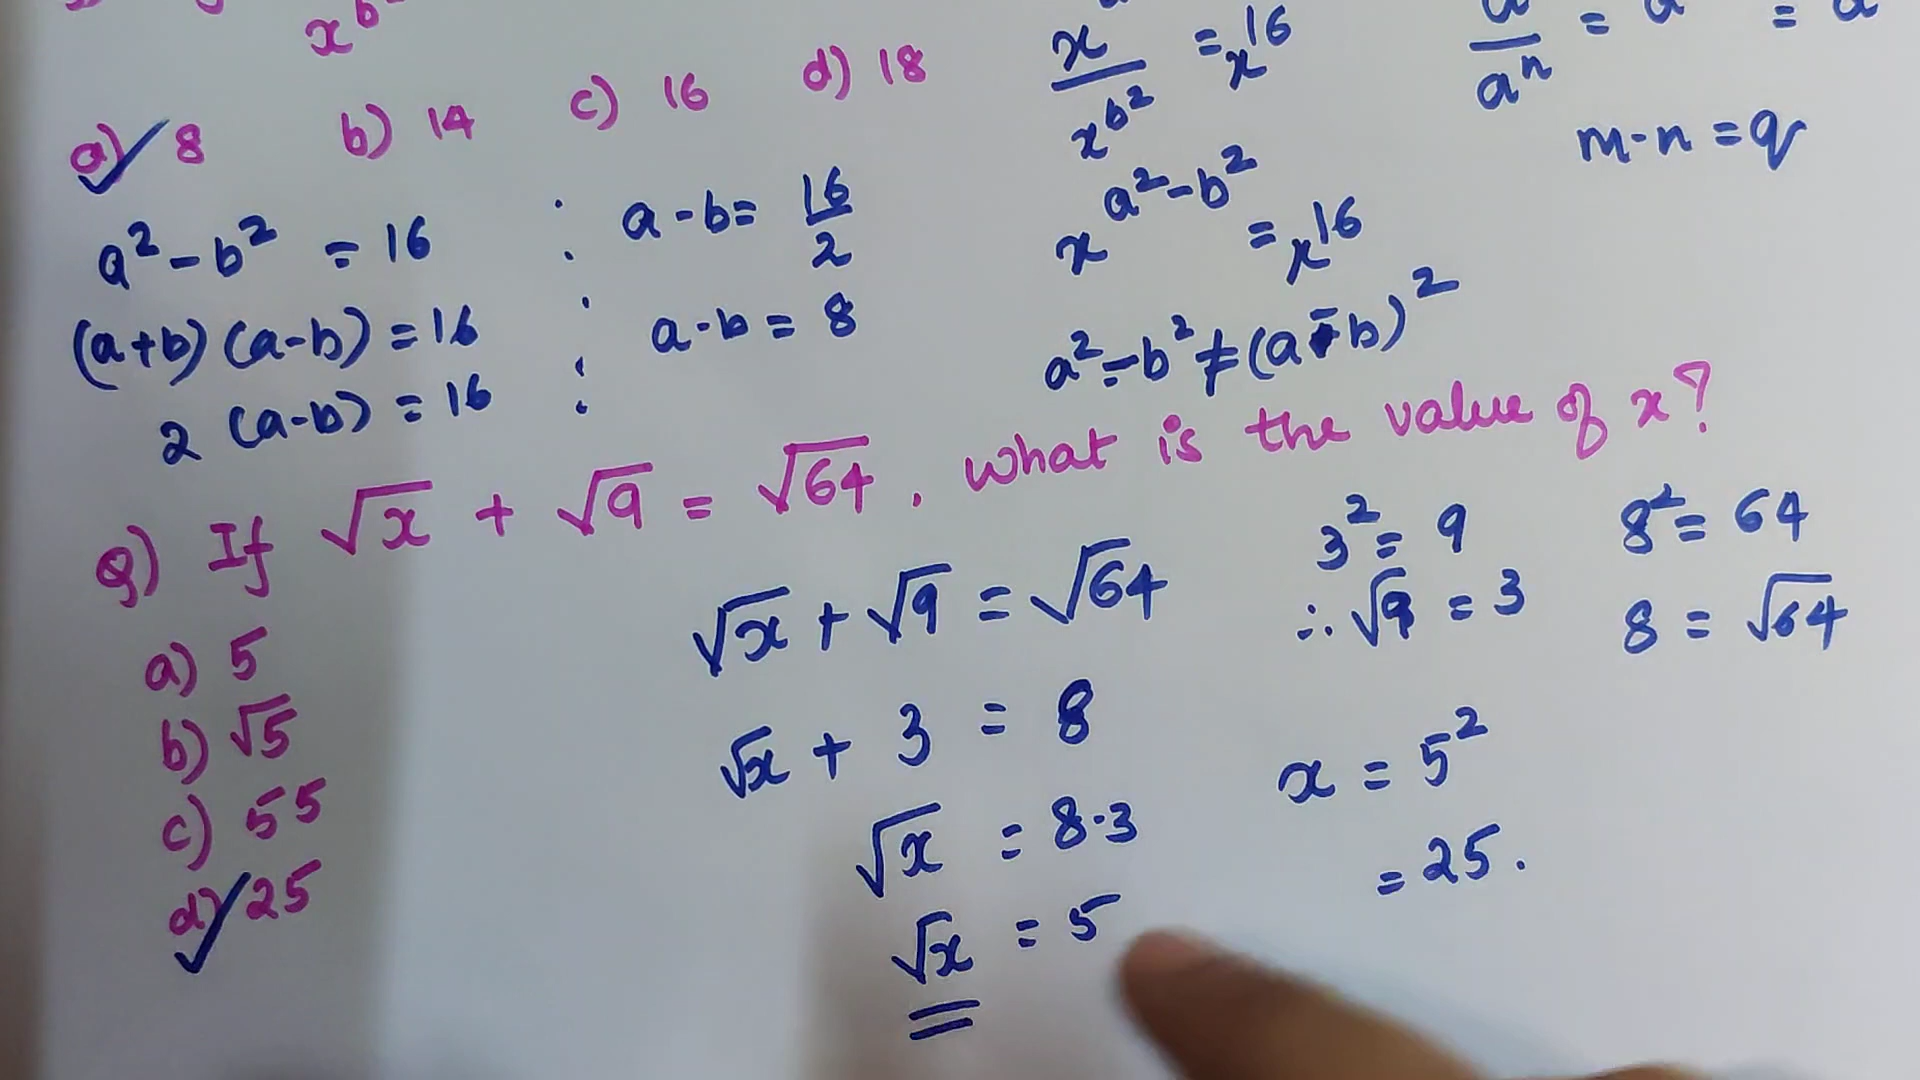 x^b
a) 8 b) 14 c) 16 d) 18
a² - b² = 16
(a+b) (a-b) = 16
2 (a-b) = 16
a - b = 16/2
a - b = 8
x/x^b² = x^16
x^a²-b² = x^16
a² - b² ≠ (a - b)²
a^n
m - n = q
Q) If √x + √9 = √64, what is the value of x?
a) 5
b) √5
c) 55
d) 25
√x + √9 = √64
√x + 3 = 8
√x = 8 - 3
√x = 5
3² = 9
∴ √9 = 3
8² = 64
8 = √64
x = 5²
= 25.